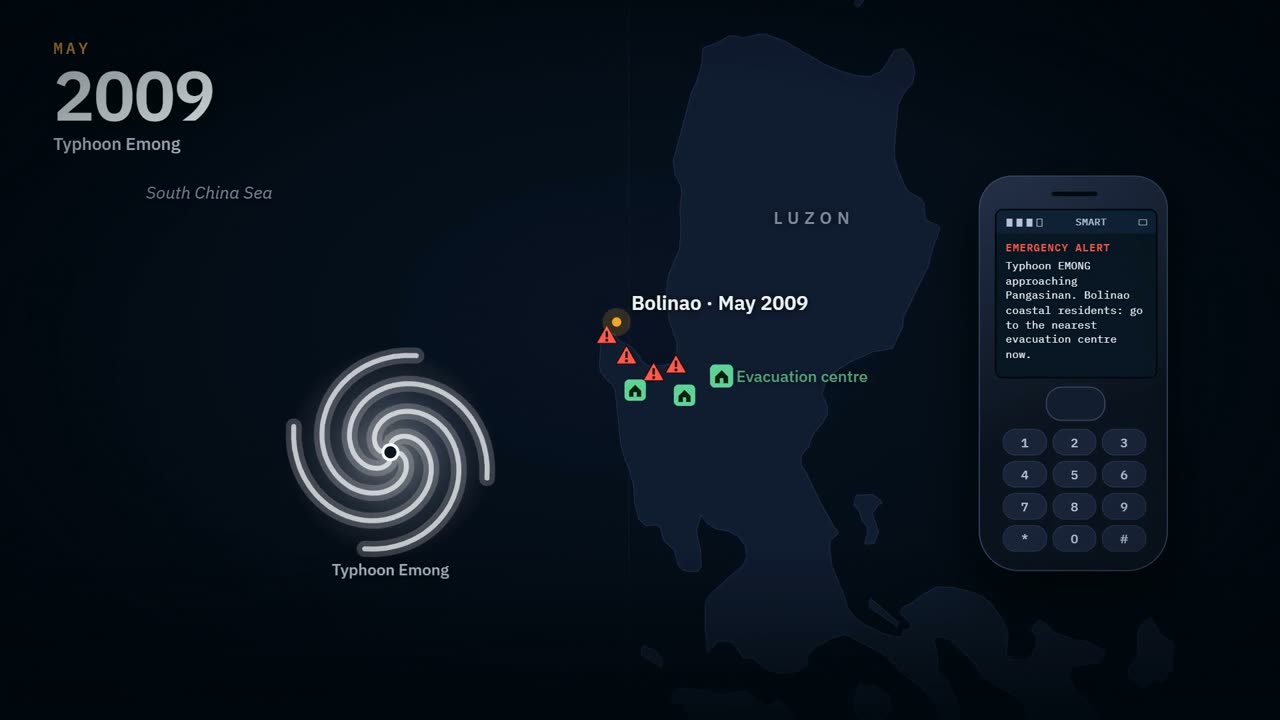 MAY
2009
Typhoon Emong
South China Sea
LUZON
Bolinao · May 2009
Evacuation centre
Typhoon Emong
SMART
EMERGENCY ALERT
Typhoon EMONG
approaching
Pangasinan. Bolinao
coastal residents: go
to the nearest
evacuation centre
now.
1 2 3
4 5 6
7 8 9
* 0 #